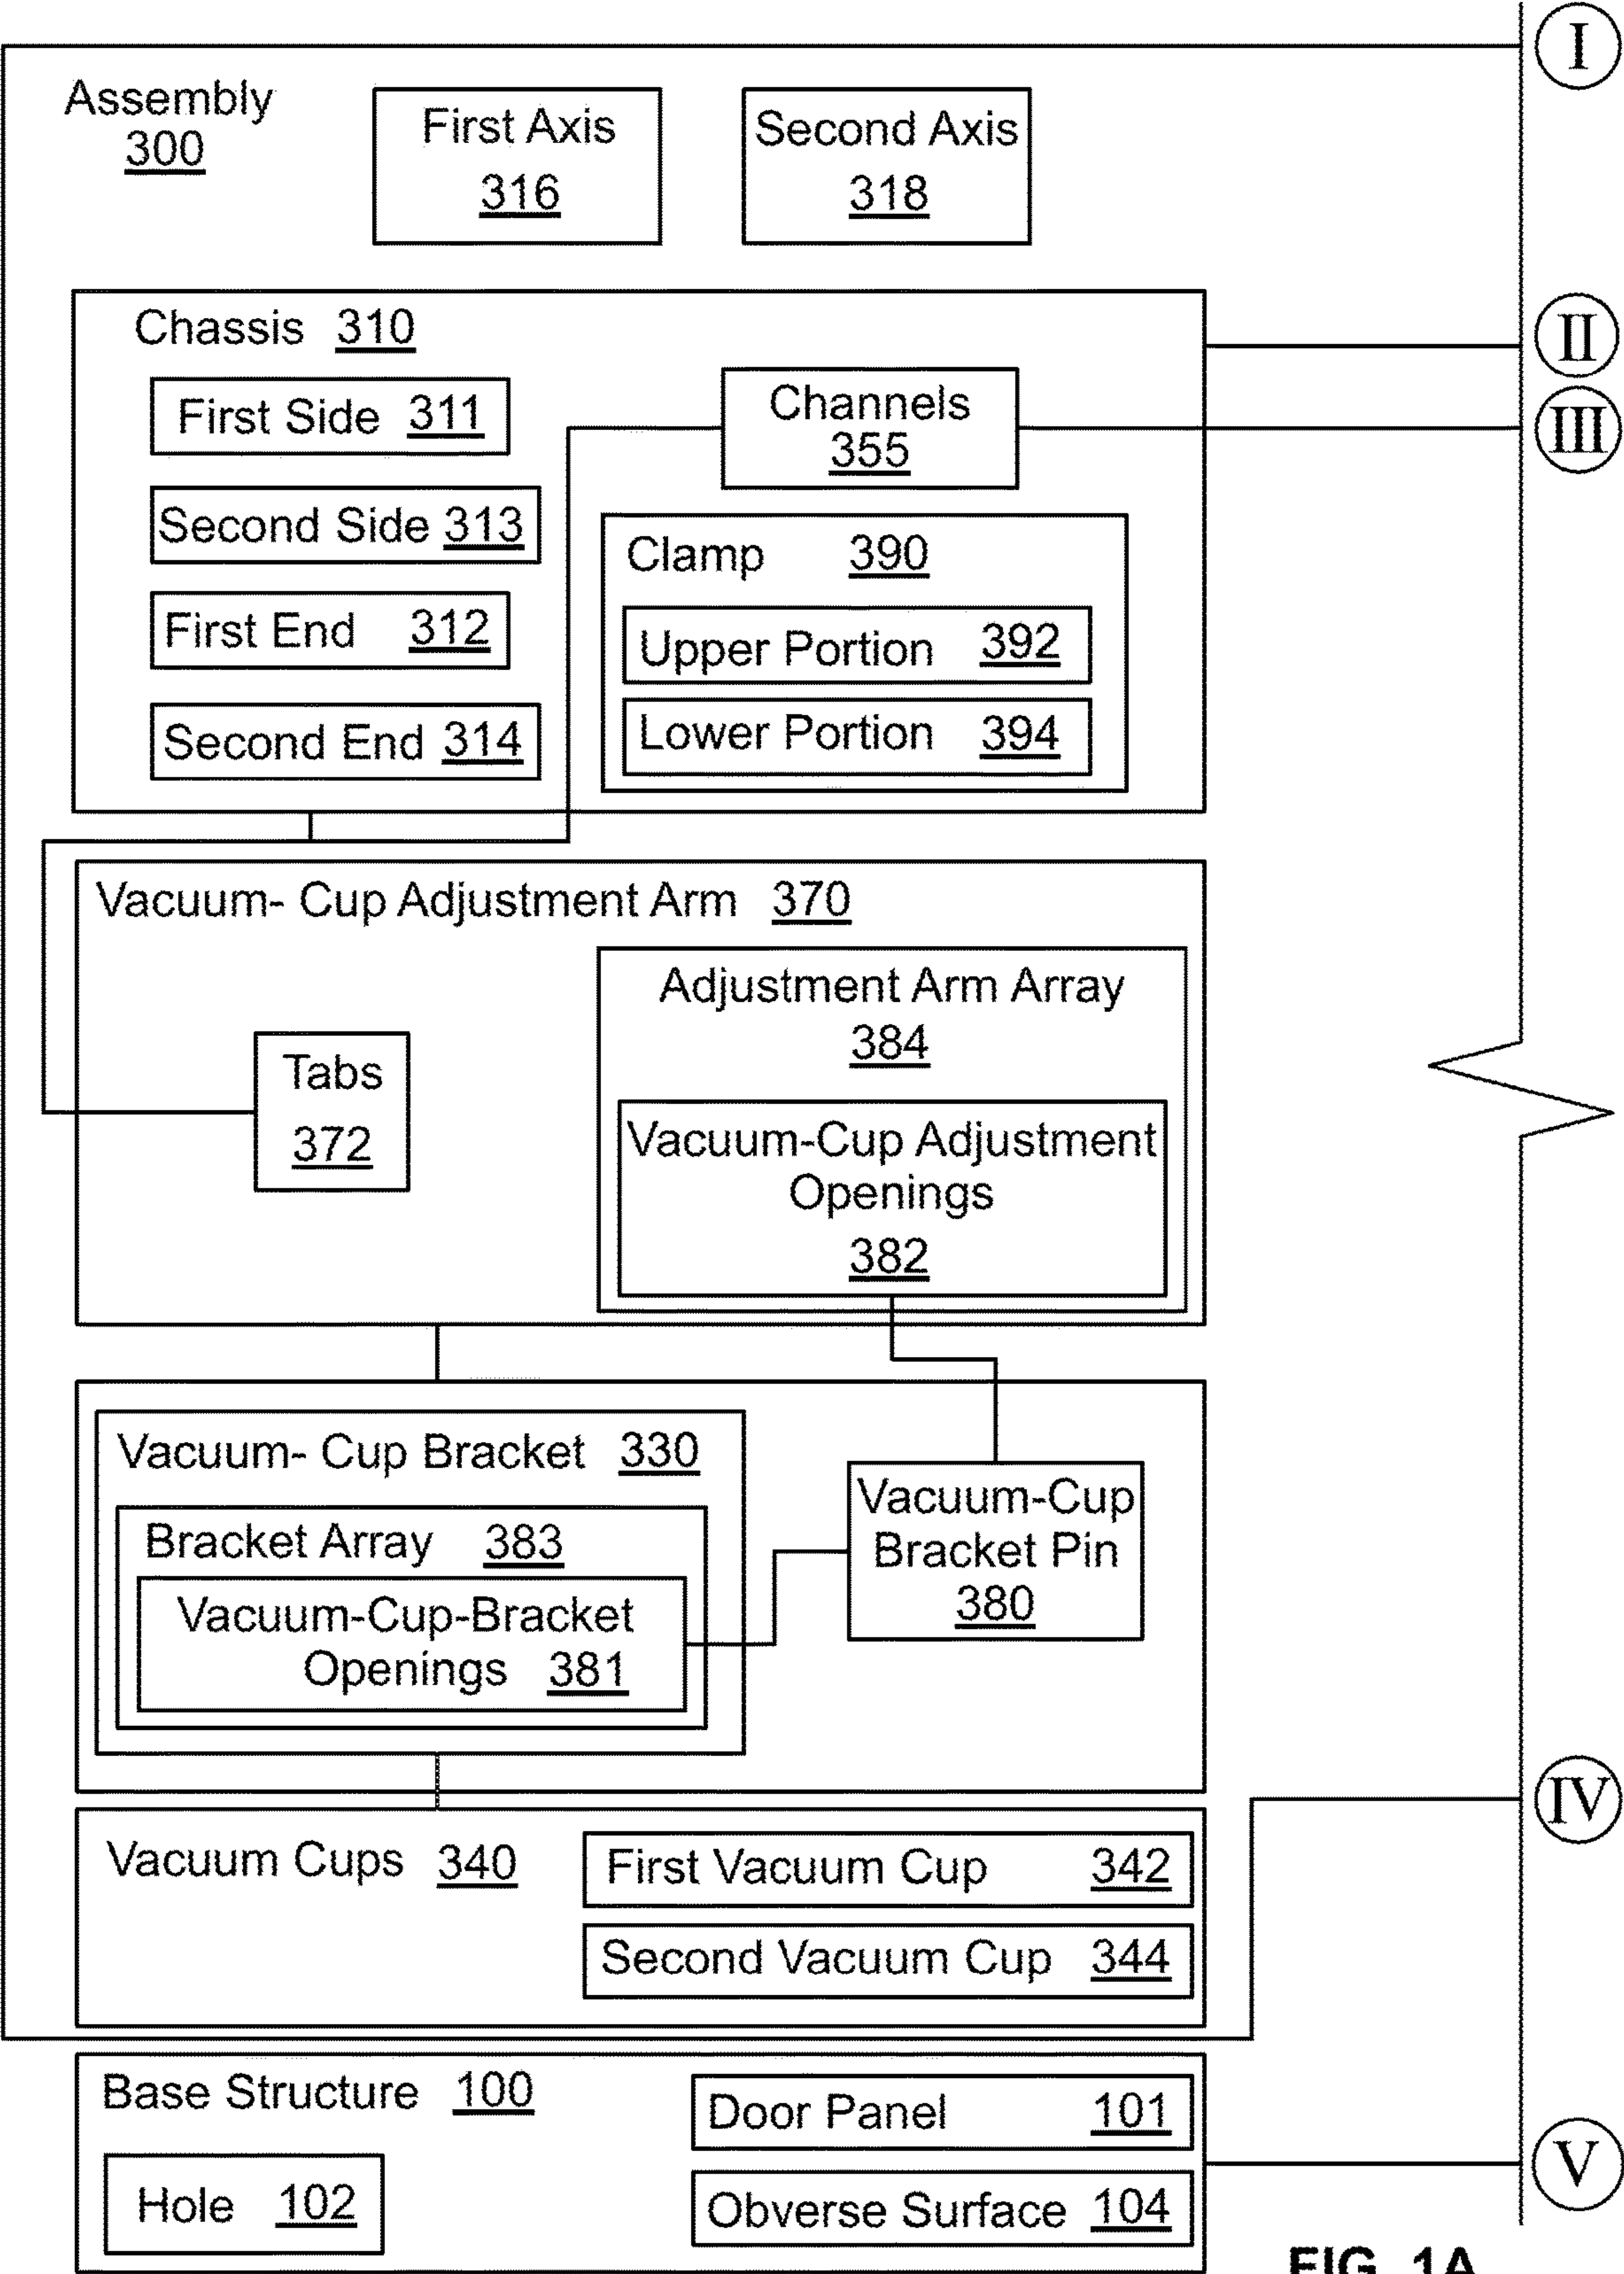 I
Assembly
300
First Axis
316
Second Axis
318
Chassis 310
II
First Side 311
Channels
355
III
Second Side 313
Clamp 390
First End 312
Upper Portion 392
Second End 314
Lower Portion 394
Vacuum- Cup Adjustment Arm 370
Adjustment Arm Array
384
Tabs
372
Vacuum-Cup Adjustment
Openings
382
Vacuum- Cup Bracket 330
Bracket Array 383
Vacuum-Cup-Bracket
Openings 381
Vacuum-Cup
Bracket Pin
380
IV
Vacuum Cups 340
First Vacuum Cup 342
Second Vacuum Cup 344
Base Structure 100
Door Panel 101
V
Hole 102
Obverse Surface 104
FIG. 1A